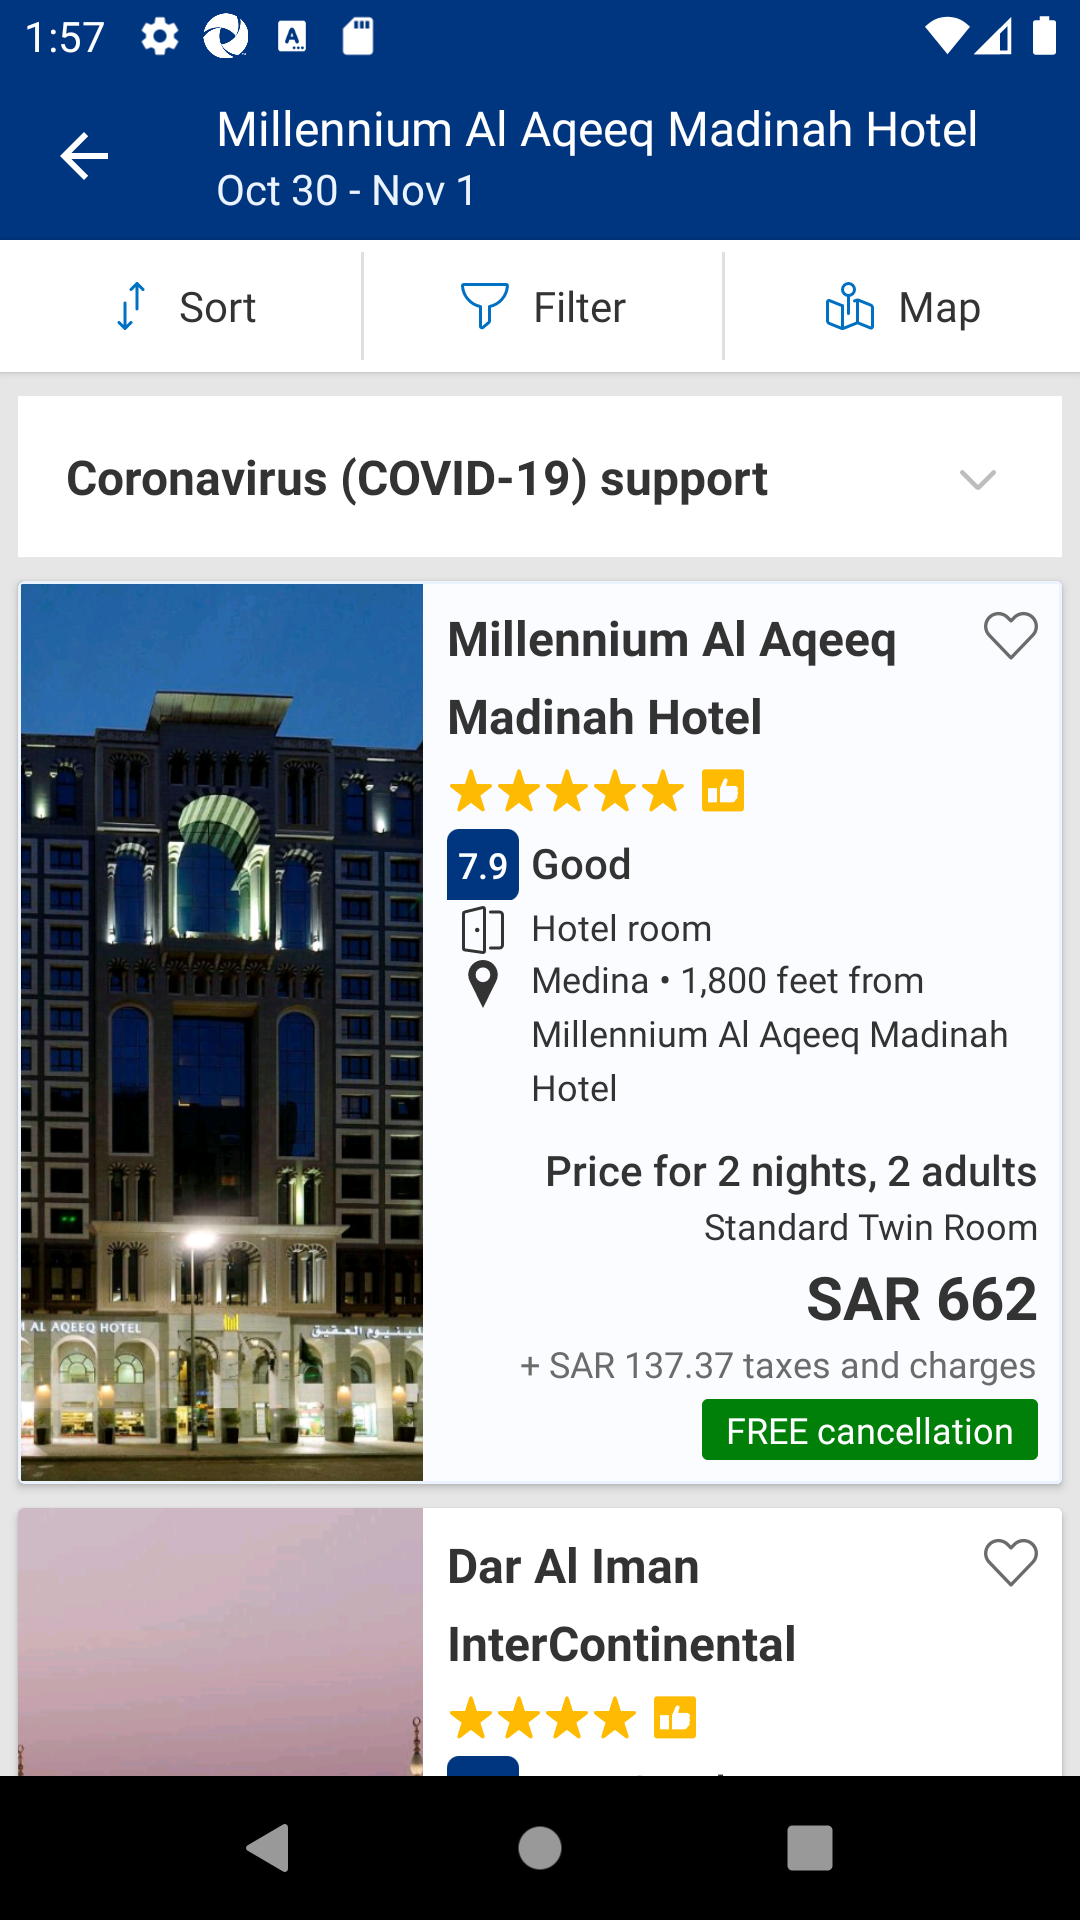 1:57
Millennium Al Aqeeq Madinah Hotel
Oct 30 - Nov 1
Sort
Filter
Map
Coronavirus (COVID-19) support
Millennium Al Aqeeq
Madinah Hotel
7.9 Good
Hotel room
Medina • 1,800 feet from
Millennium Al Aqeeq Madinah
Hotel
Price for 2 nights, 2 adults
Standard Twin Room
SAR 662
+ SAR 137.37 taxes and charges
FREE cancellation
AL AQEEQ HOTEL
Dar Al Iman
InterContinental